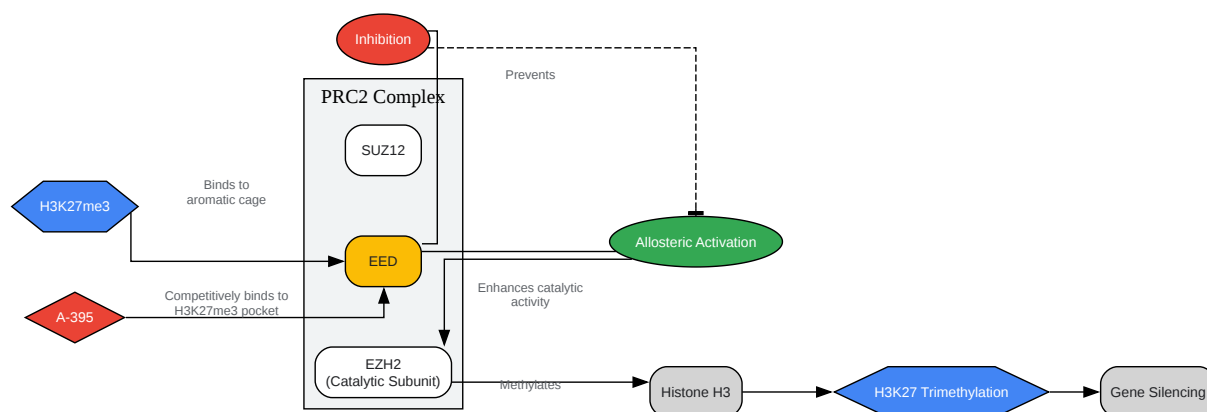 Inhibition
Prevents
PRC2 Complex
SUZ12
Binds to
aromatic cage
H3K27me3
EED
Allosteric Activation
Competitively binds to
H3K27me3 pocket
A-395
Enhances catalytic
activity
EZH2
(Catalytic Subunit)
Methylates
Histone H3
H3K27 Trimethylation
Gene Silencing